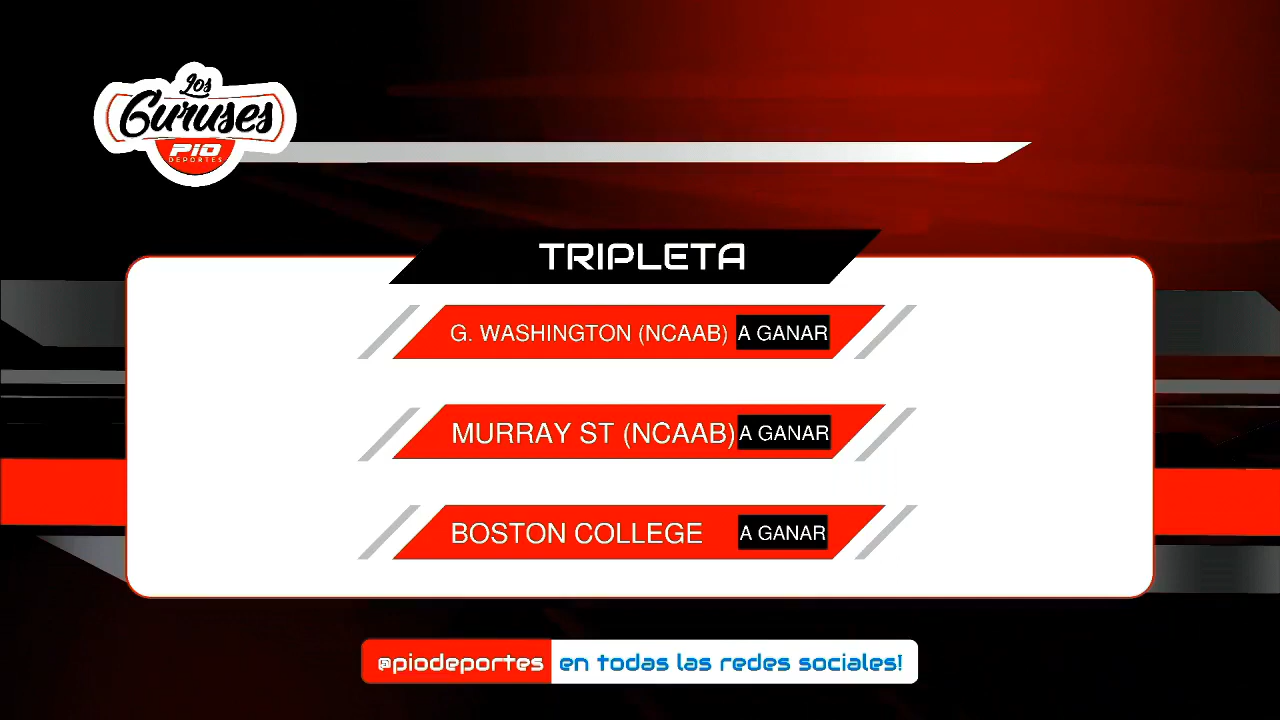 Los
Guruses
PIO
DEPORTES
TRIPLETA
G. WASHINGTON (NCAAB) A GANAR
MURRAY ST (NCAAB) A GANAR
BOSTON COLLEGE A GANAR
@piodeportes en todas las redes sociales!